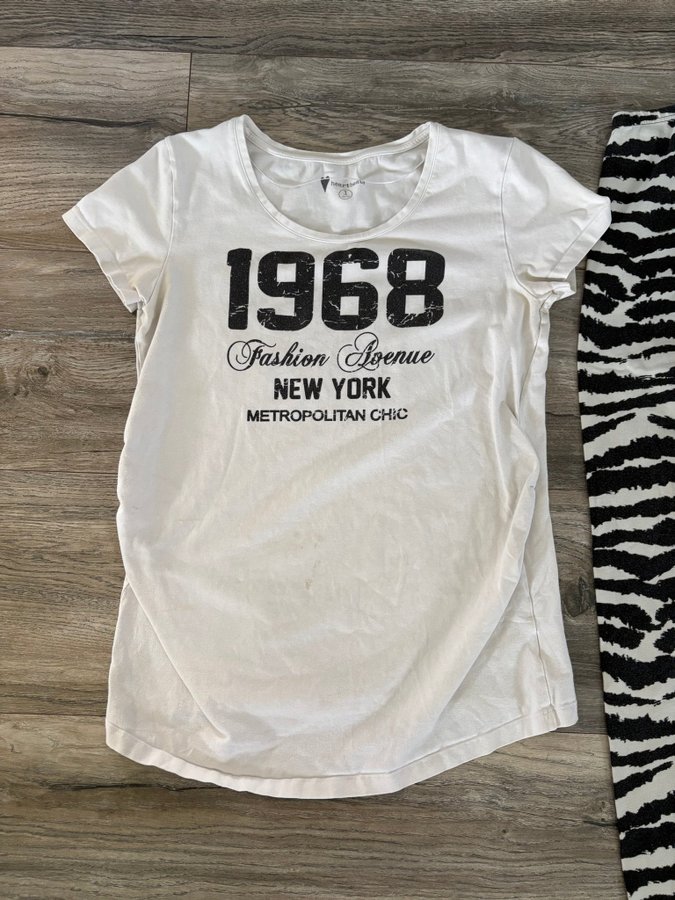 1968
Fashion Avenue
NEW YORK
METROPOLITAN CHIC